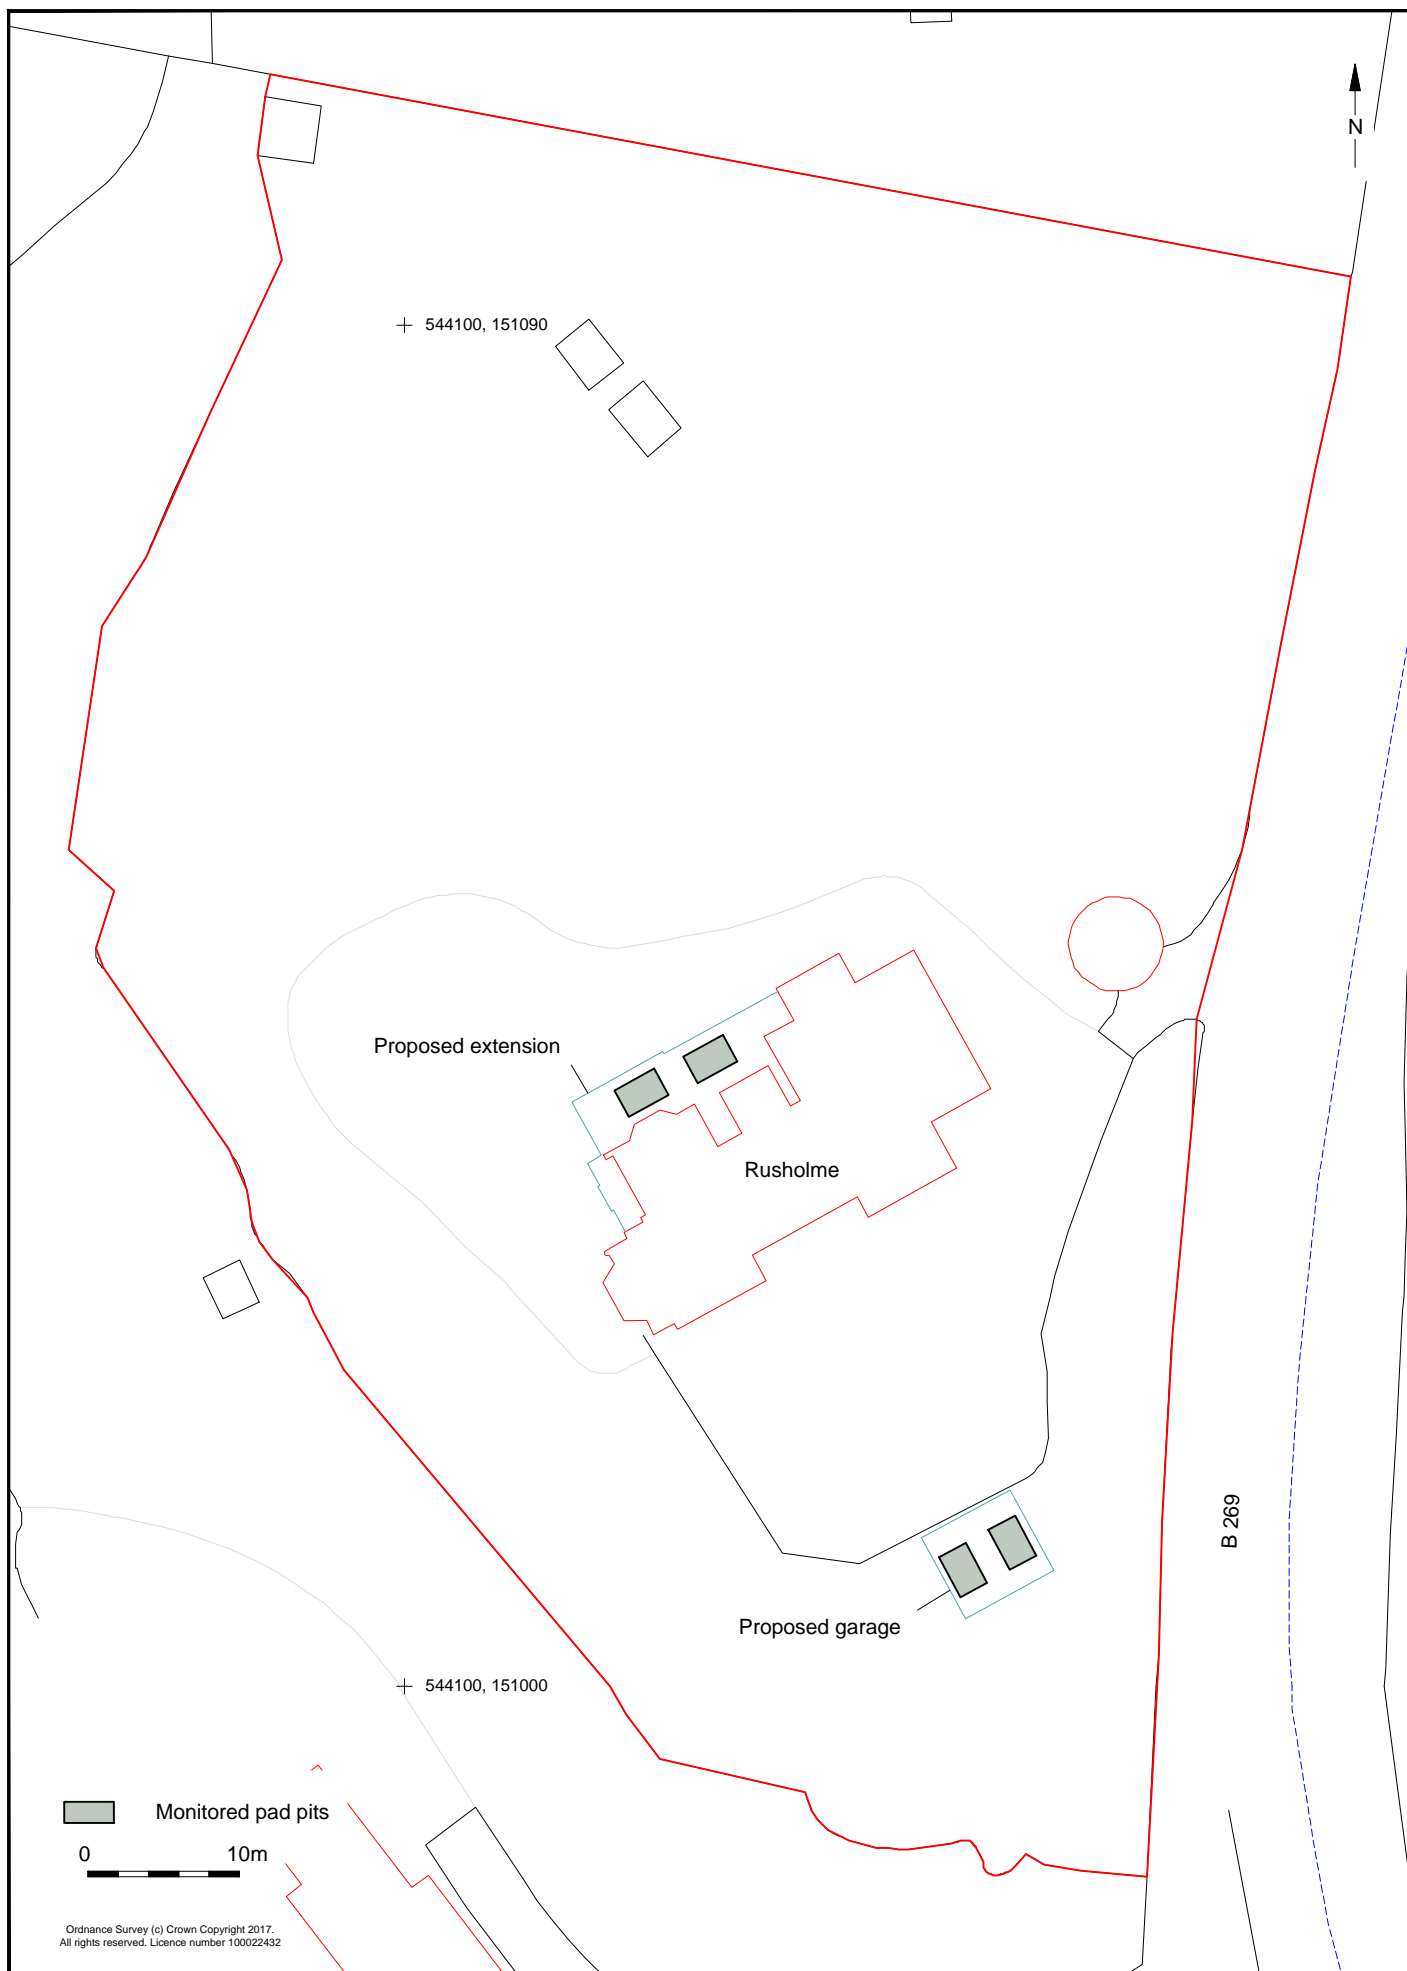 N
544100, 151090
Proposed extension
Rusholme
B 269
Proposed garage
544100, 151000
Monitored pad pits
0 10m
Ordnance Survey (c) Crown Copyright 2017.
All rights reserved. Licence number 100022432